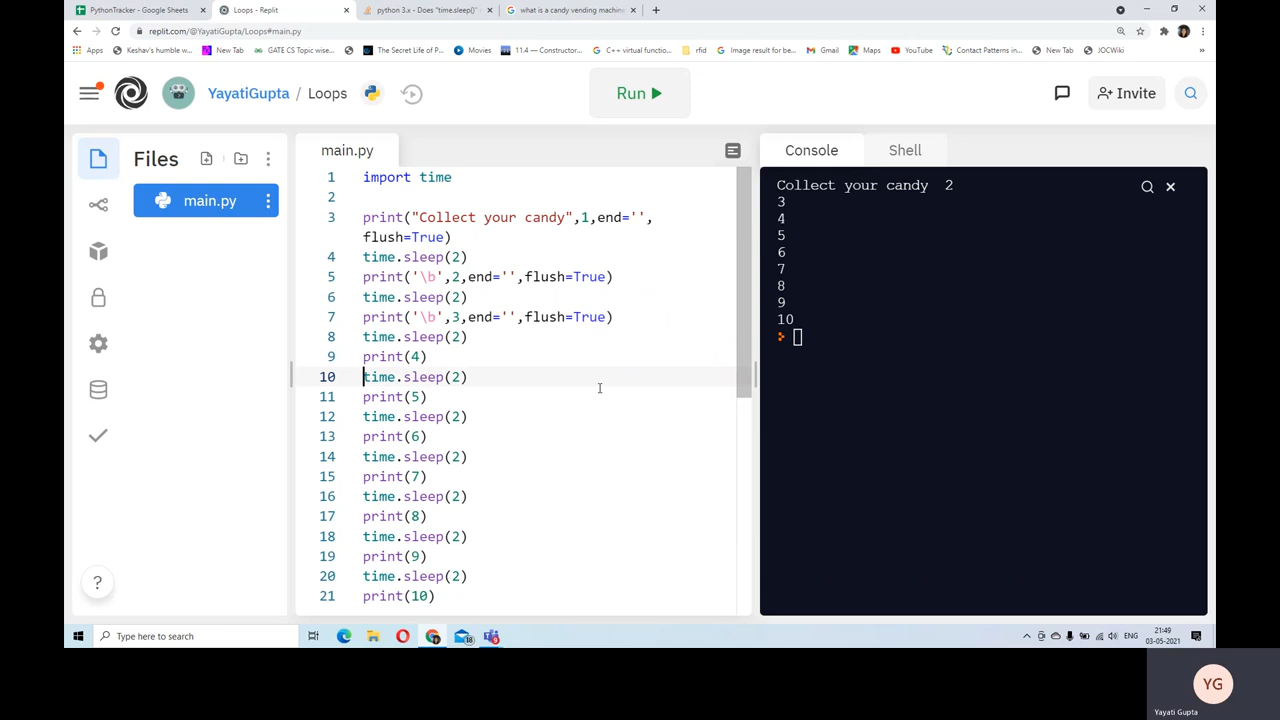 PythonTracker - Google Sheets
Loops - Replit
python 3.x - Does "time.sleep()"
what is a candy vending machin
replit.com/@YayatiGupta/Loops#main.py
Apps
Keshav's humble w...
New Tab
GATE CS Topic wise...
The Secret Life of P...
Movies
11.4 — Constructor...
C++ virtual functio...
rfid
Image result for be...
Gmail
Maps
YouTube
Contact Patterns in...
New Tab
JOCWiki
YayatiGupta / Loops
Run
Invite
Files
main.py
main.py
1 import time
2
3 print("Collect your candy",1,end='',
flush=True)
4 time.sleep(2)
5 print('\b',2,end='',flush=True)
6 time.sleep(2)
7 print('\b',3,end='',flush=True)
8 time.sleep(2)
9 print(4)
10 time.sleep(2)
11 print(5)
12 time.sleep(2)
13 print(6)
14 time.sleep(2)
15 print(7)
16 time.sleep(2)
17 print(8)
18 time.sleep(2)
19 print(9)
20 time.sleep(2)
21 print(10)
Console
Shell
Collect your candy  2
3
4
5
6
7
8
9
10
?
Type here to search
18
9
ENG
21:49
03-05-2021
YG
Yayati Gupta